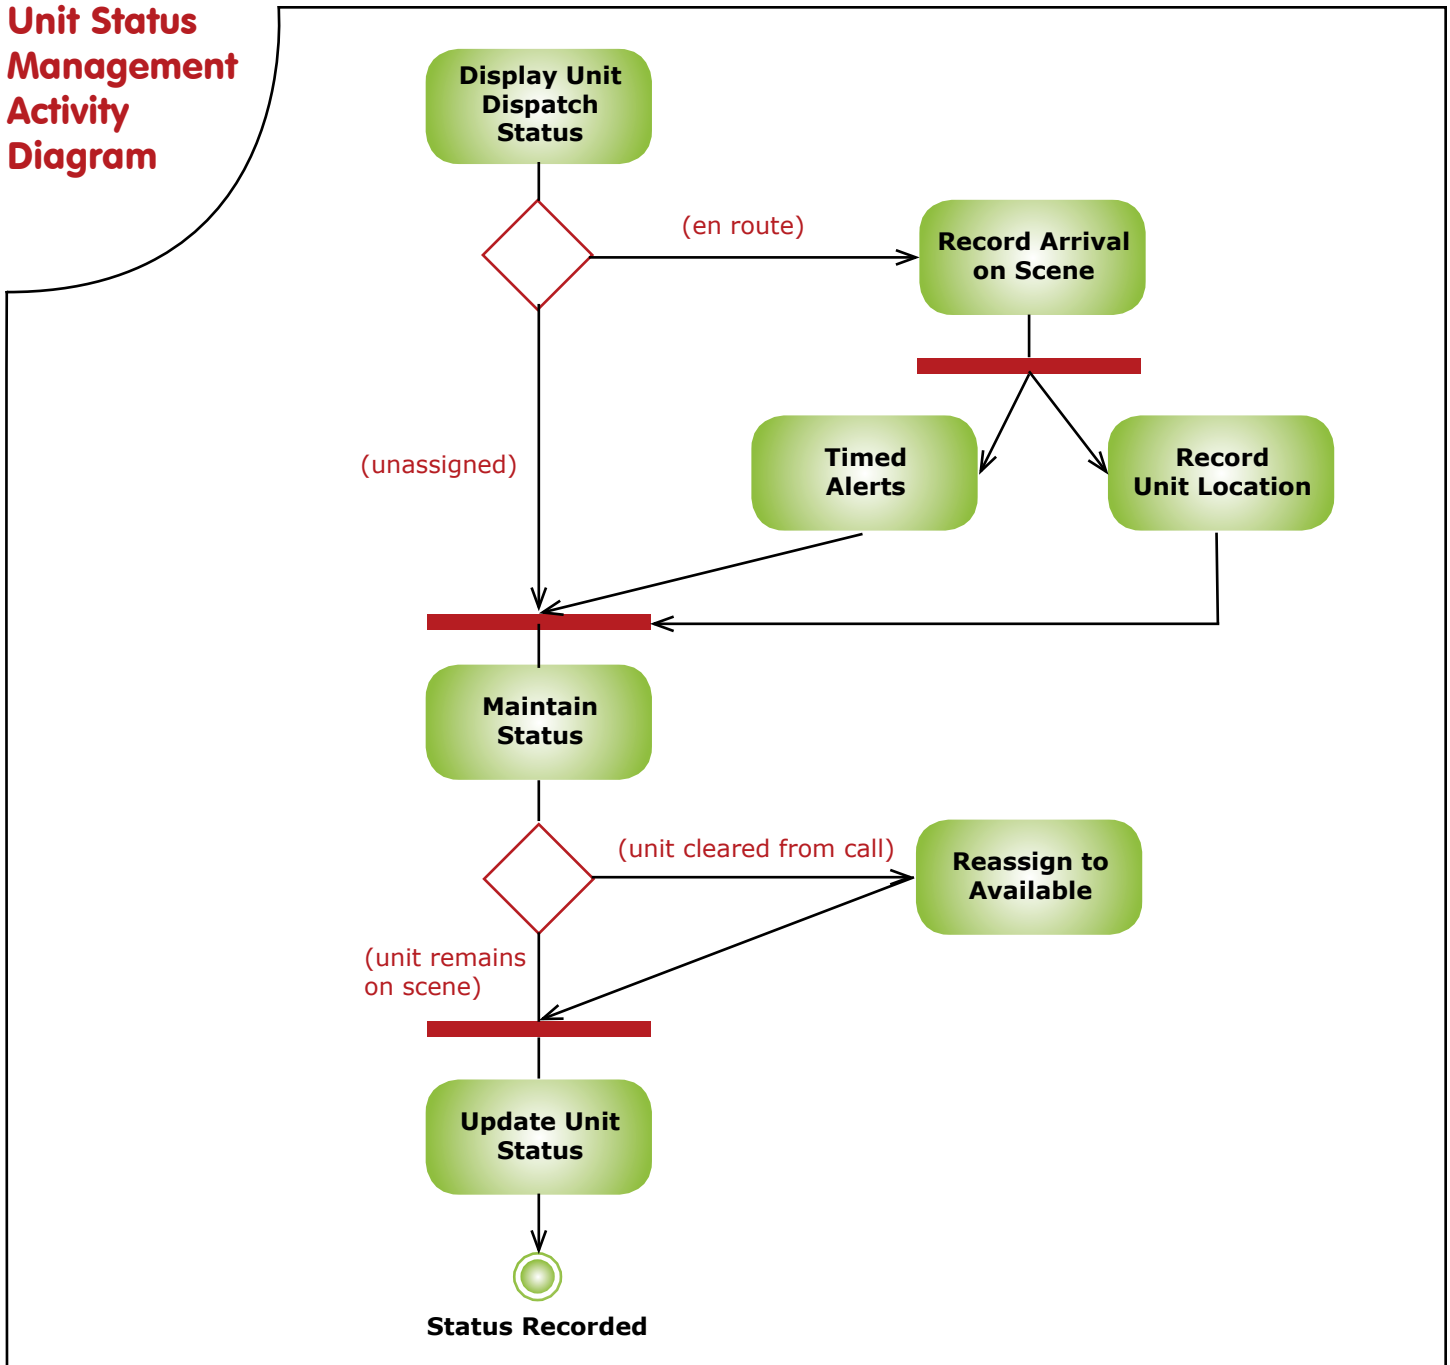 Unit Status
Management
Activity
Diagram
Display Unit
Dispatch
Status
(en route)
Record Arrival
on Scene
(unassigned)
Timed
Alerts
Record
Unit Location
Maintain
Status
(unit cleared from call)
Reassign to
Available
(unit remains
on scene)
Update Unit
Status
Status Recorded